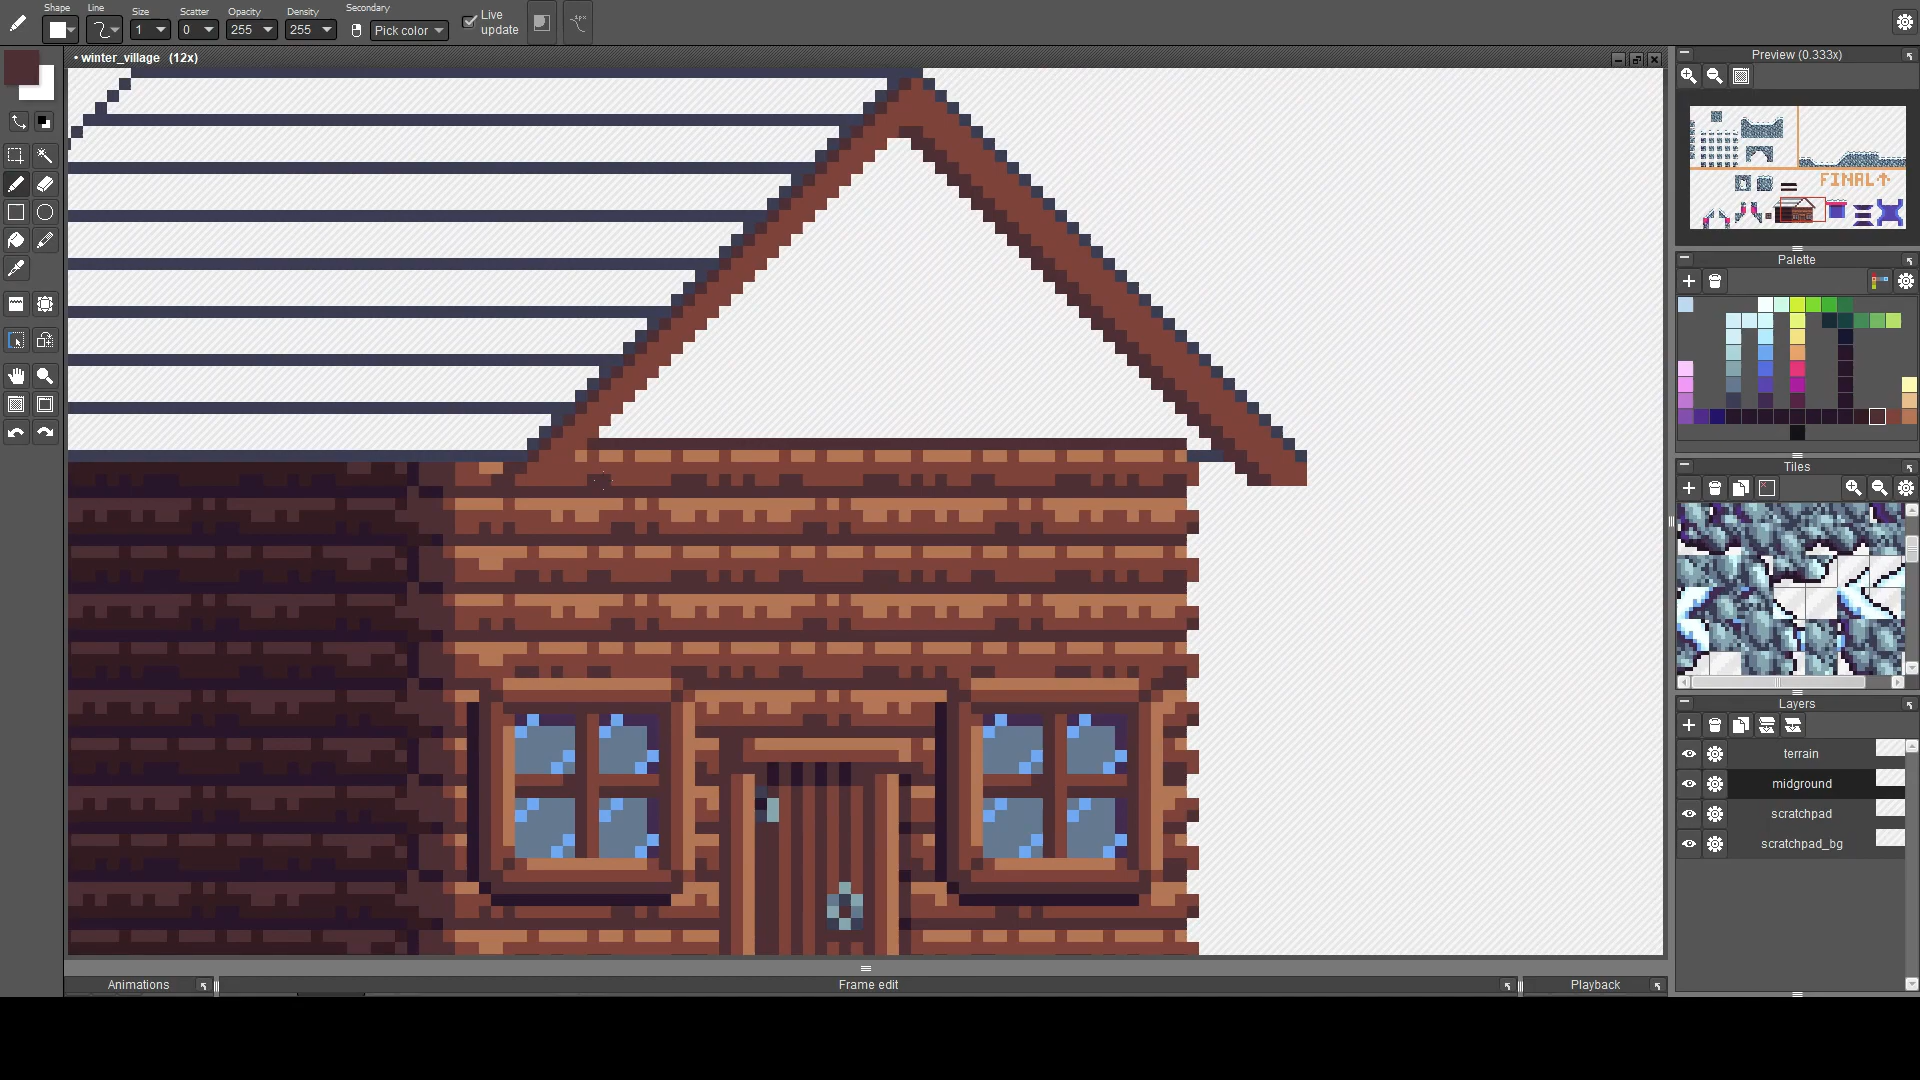 Shape Line Size Scatter Opacity Density Secondary
1 0 255 255 Pick color Live update
• winter_village (12x)
Preview (0.333x)
FINAL↑
Palette
Tiles
Layers
terrain
midground
scratchpad
scratchpad_bg
Animations Frame edit Playback